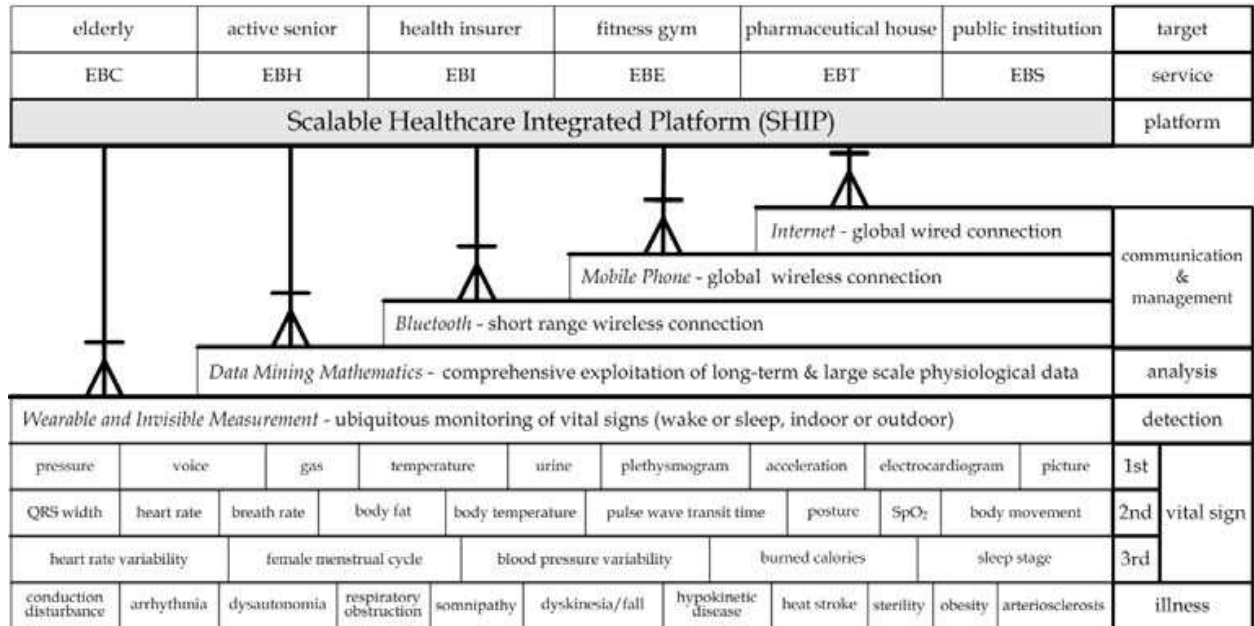 elderly active senior health insurer fitness gym pharmaceutical house public institution target
EBC EBH EBI EBE EBT EBS service
Scalable Healthcare Integrated Platform (SHIP) platform
Internet - global wired connection
Mobile Phone - global wireless connection
Bluetooth - short range wireless connection
communication
&
management
Data Mining Mathematics - comprehensive exploitation of long-term & large scale physiological data analysis
Wearable and Invisible Measurement - ubiquitous monitoring of vital signs (wake or sleep, indoor or outdoor) detection
pressure voice gas temperature urine plethysmogram acceleration electrocardiogram picture 1st
QRS width heart rate breath rate body fat body temperature pulse wave transit time posture SpO₂ body movement 2nd vital sign
heart rate variability female menstrual cycle blood pressure variability burned calories sleep stage 3rd
conduction disturbance arrhythmia dysautonomia respiratory obstruction somnipathy dyskinesia/fall hypokinetic disease heat stroke sterility obesity arteriosclerosis illness